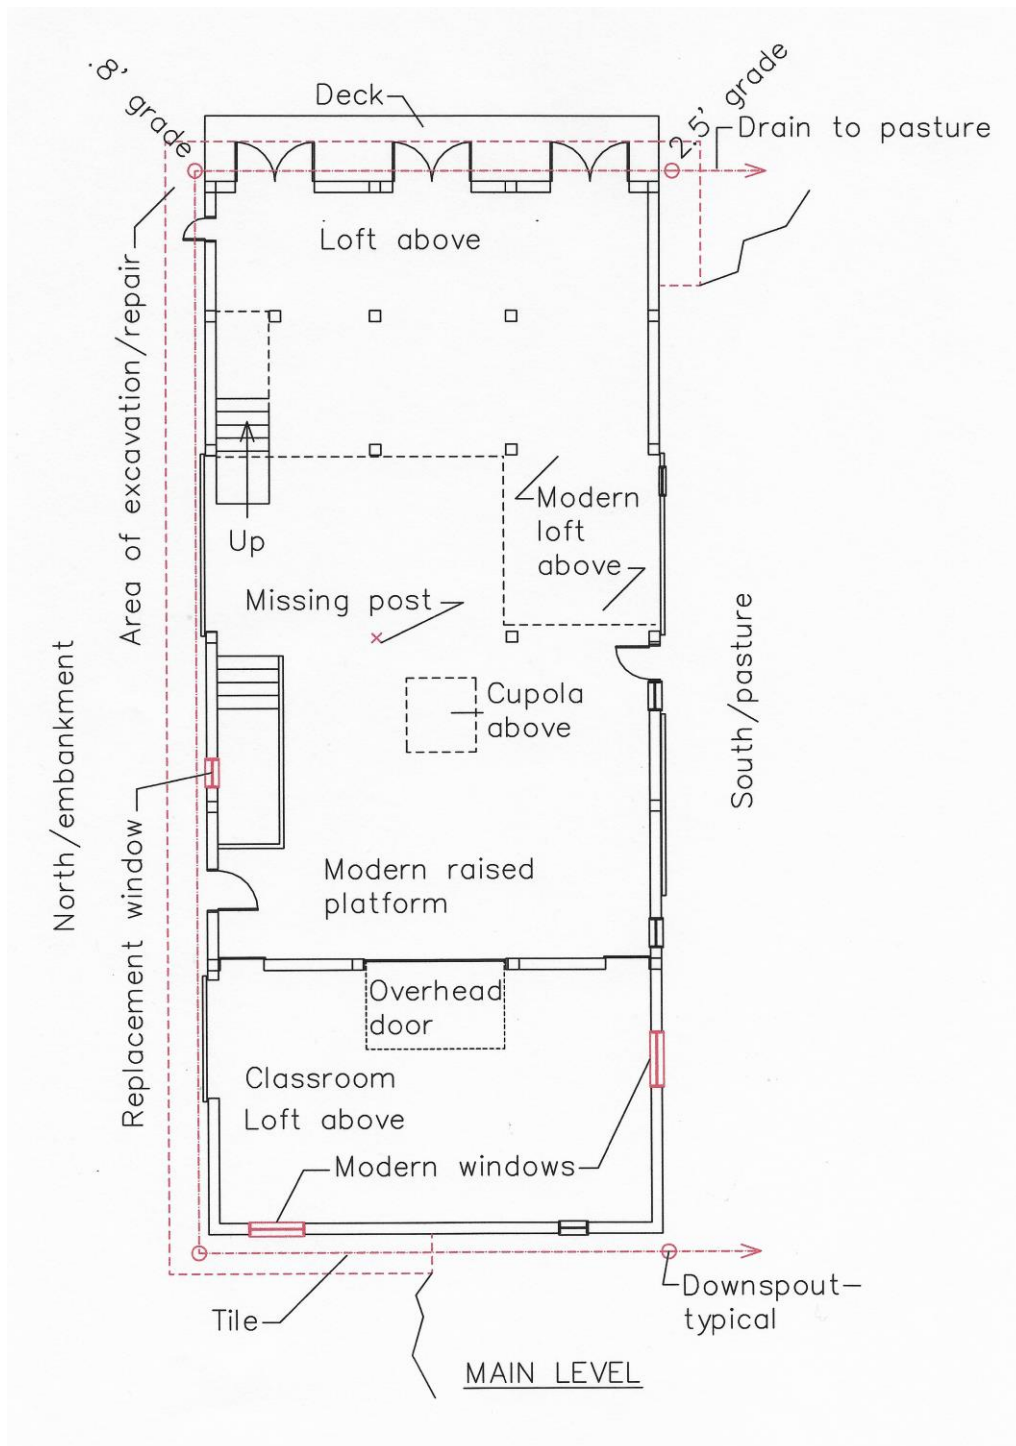 .8' grade
Deck
2.5' grade
Drain to pasture
Loft above
Area of excavation/repair
Modern
loft
above
Up
Missing post
North/embankment
South/pasture
Cupola
above
Replacement window
Modern raised
platform
Overhead
door
Classroom
Loft above
Modern windows
Downspout—
typical
Tile
MAIN LEVEL